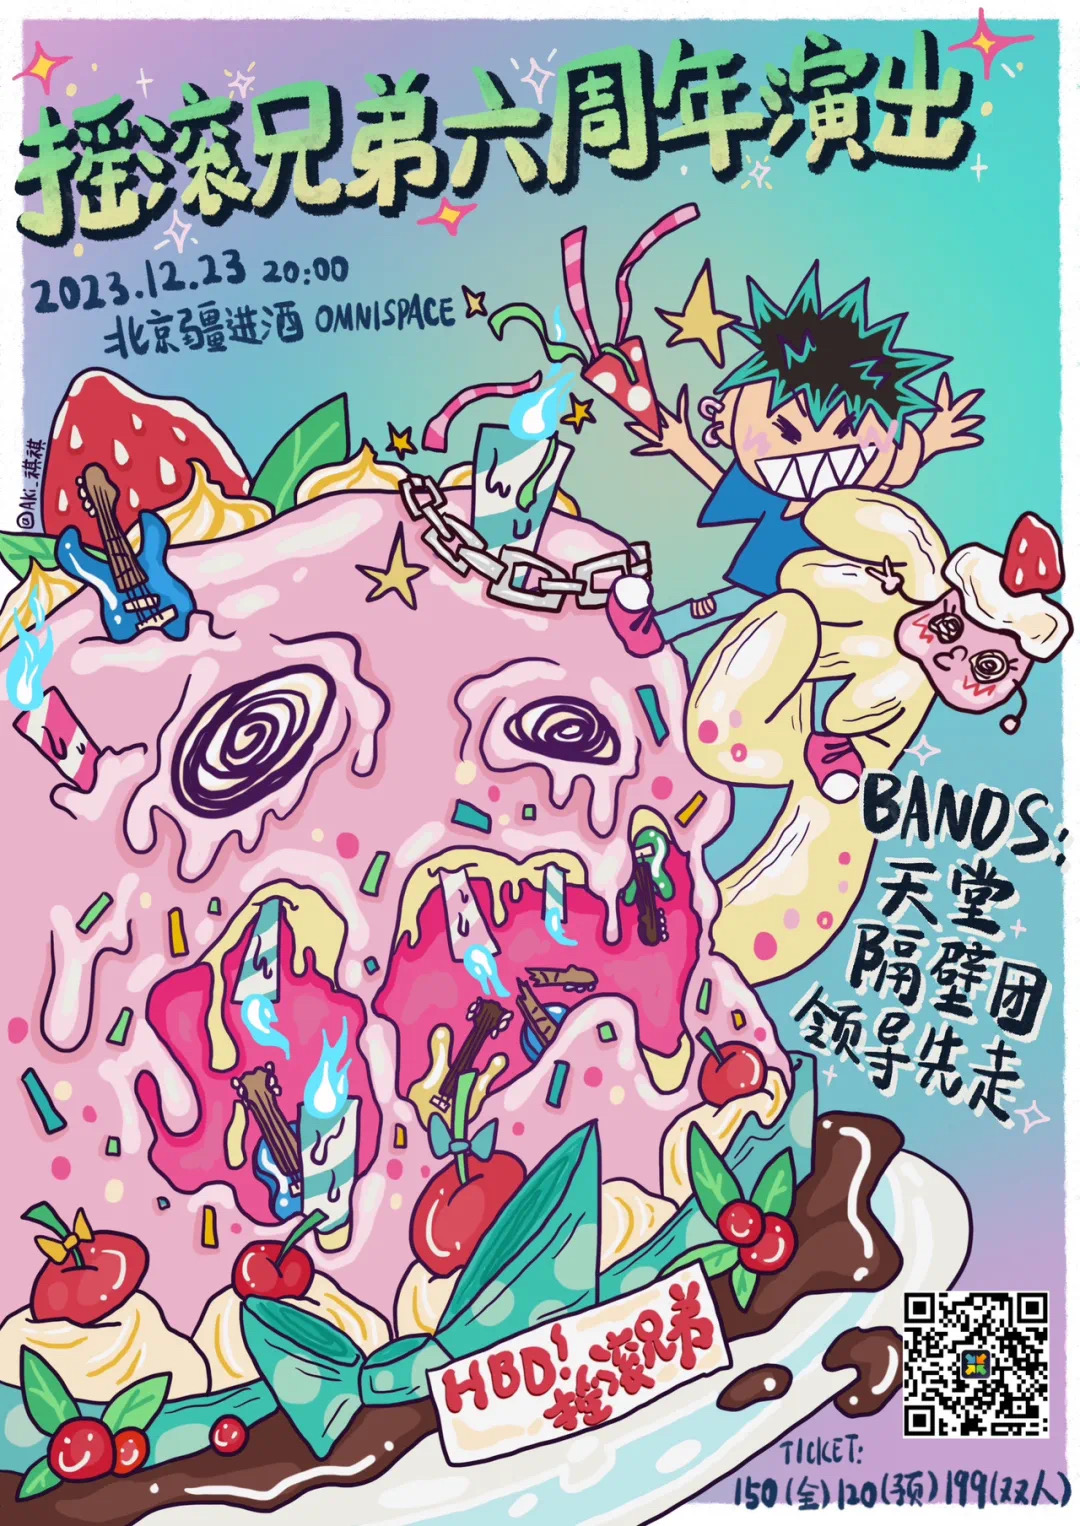 摇滚兄弟六周年演出
2023.12.23 20:00
北京疆进酒 OMNISPACE
@Aki_祺祺
BANDS:
天堂
隔壁团
领导先走
HBD!
摇滚兄弟
TICKET:
150(全)120(预)199(双人)